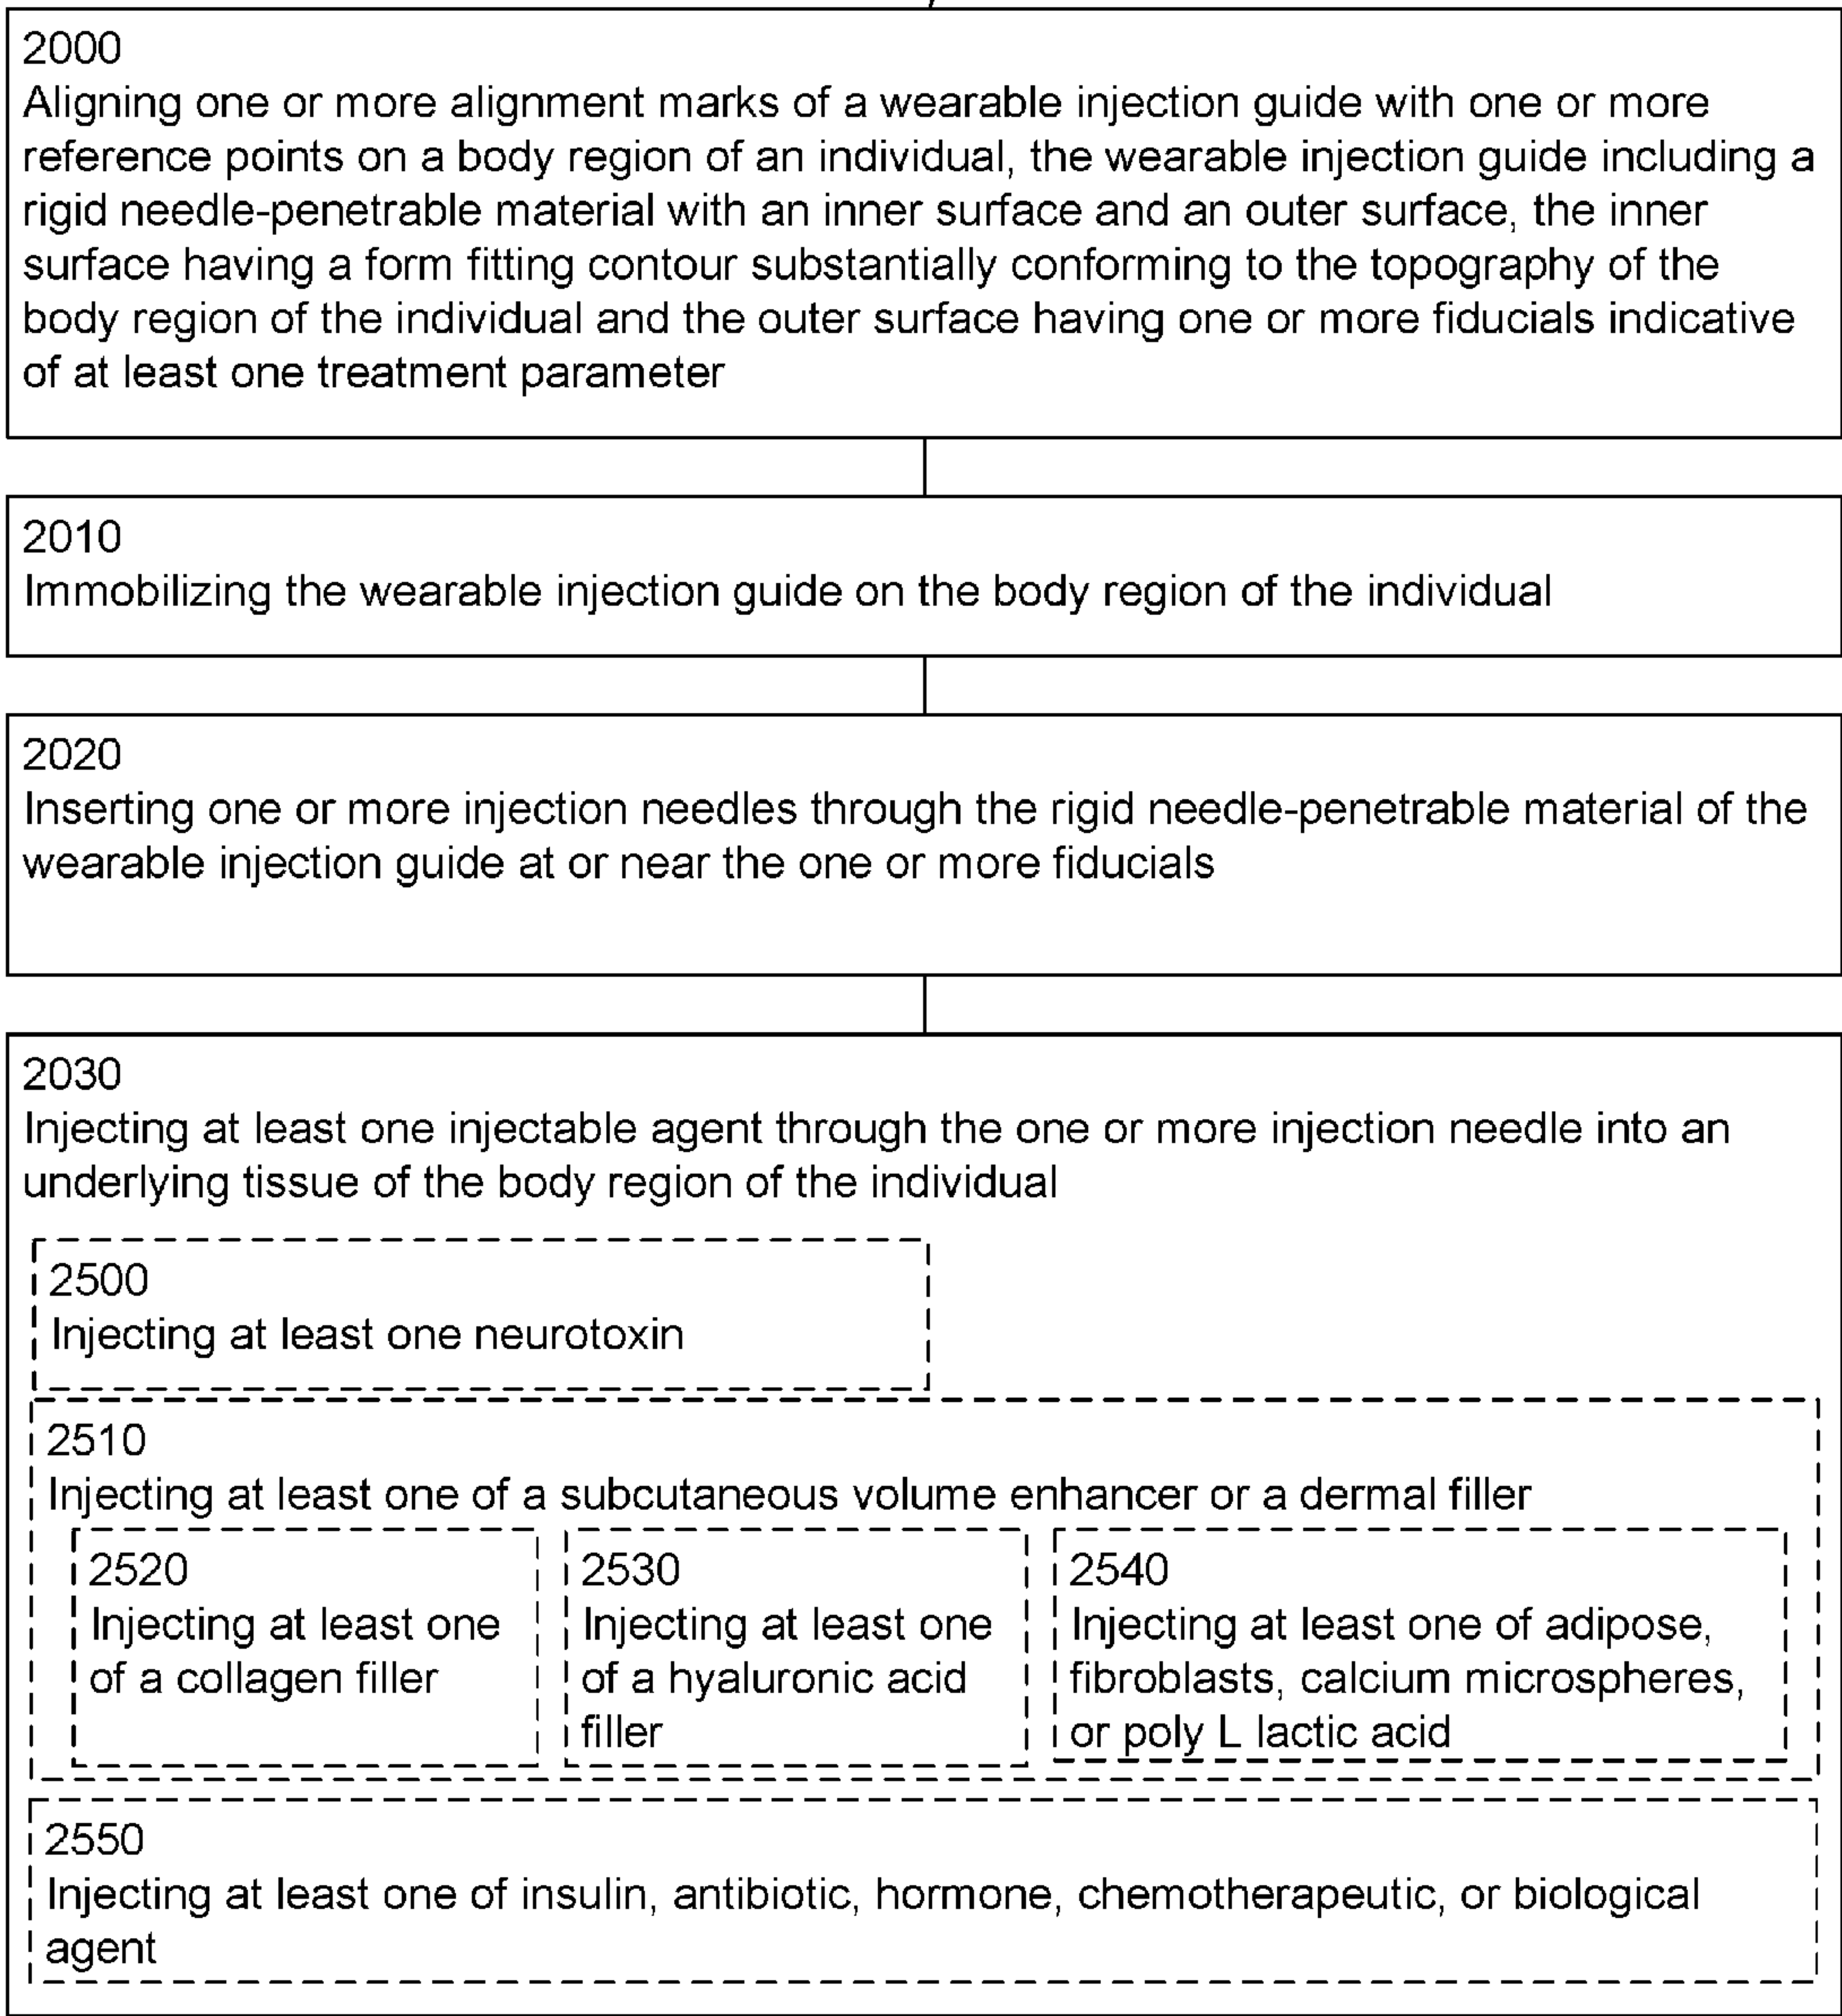 2000
Aligning one or more alignment marks of a wearable injection guide with one or more
reference points on a body region of an individual, the wearable injection guide including a
rigid needle-penetrable material with an inner surface and an outer surface, the inner
surface having a form fitting contour substantially conforming to the topography of the
body region of the individual and the outer surface having one or more fiducials indicative
of at least one treatment parameter
2010
Immobilizing the wearable injection guide on the body region of the individual
2020
Inserting one or more injection needles through the rigid needle-penetrable material of the
wearable injection guide at or near the one or more fiducials
2030
Injecting at least one injectable agent through the one or more injection needle into an
underlying tissue of the body region of the individual
2500
Injecting at least one neurotoxin
2510
Injecting at least one of a subcutaneous volume enhancer or a dermal filler
2520
Injecting at least one
of a collagen filler
2530
Injecting at least one
of a hyaluronic acid
filler
2540
Injecting at least one of adipose,
fibroblasts, calcium microspheres,
or poly L lactic acid
2550
Injecting at least one of insulin, antibiotic, hormone, chemotherapeutic, or biological
agent